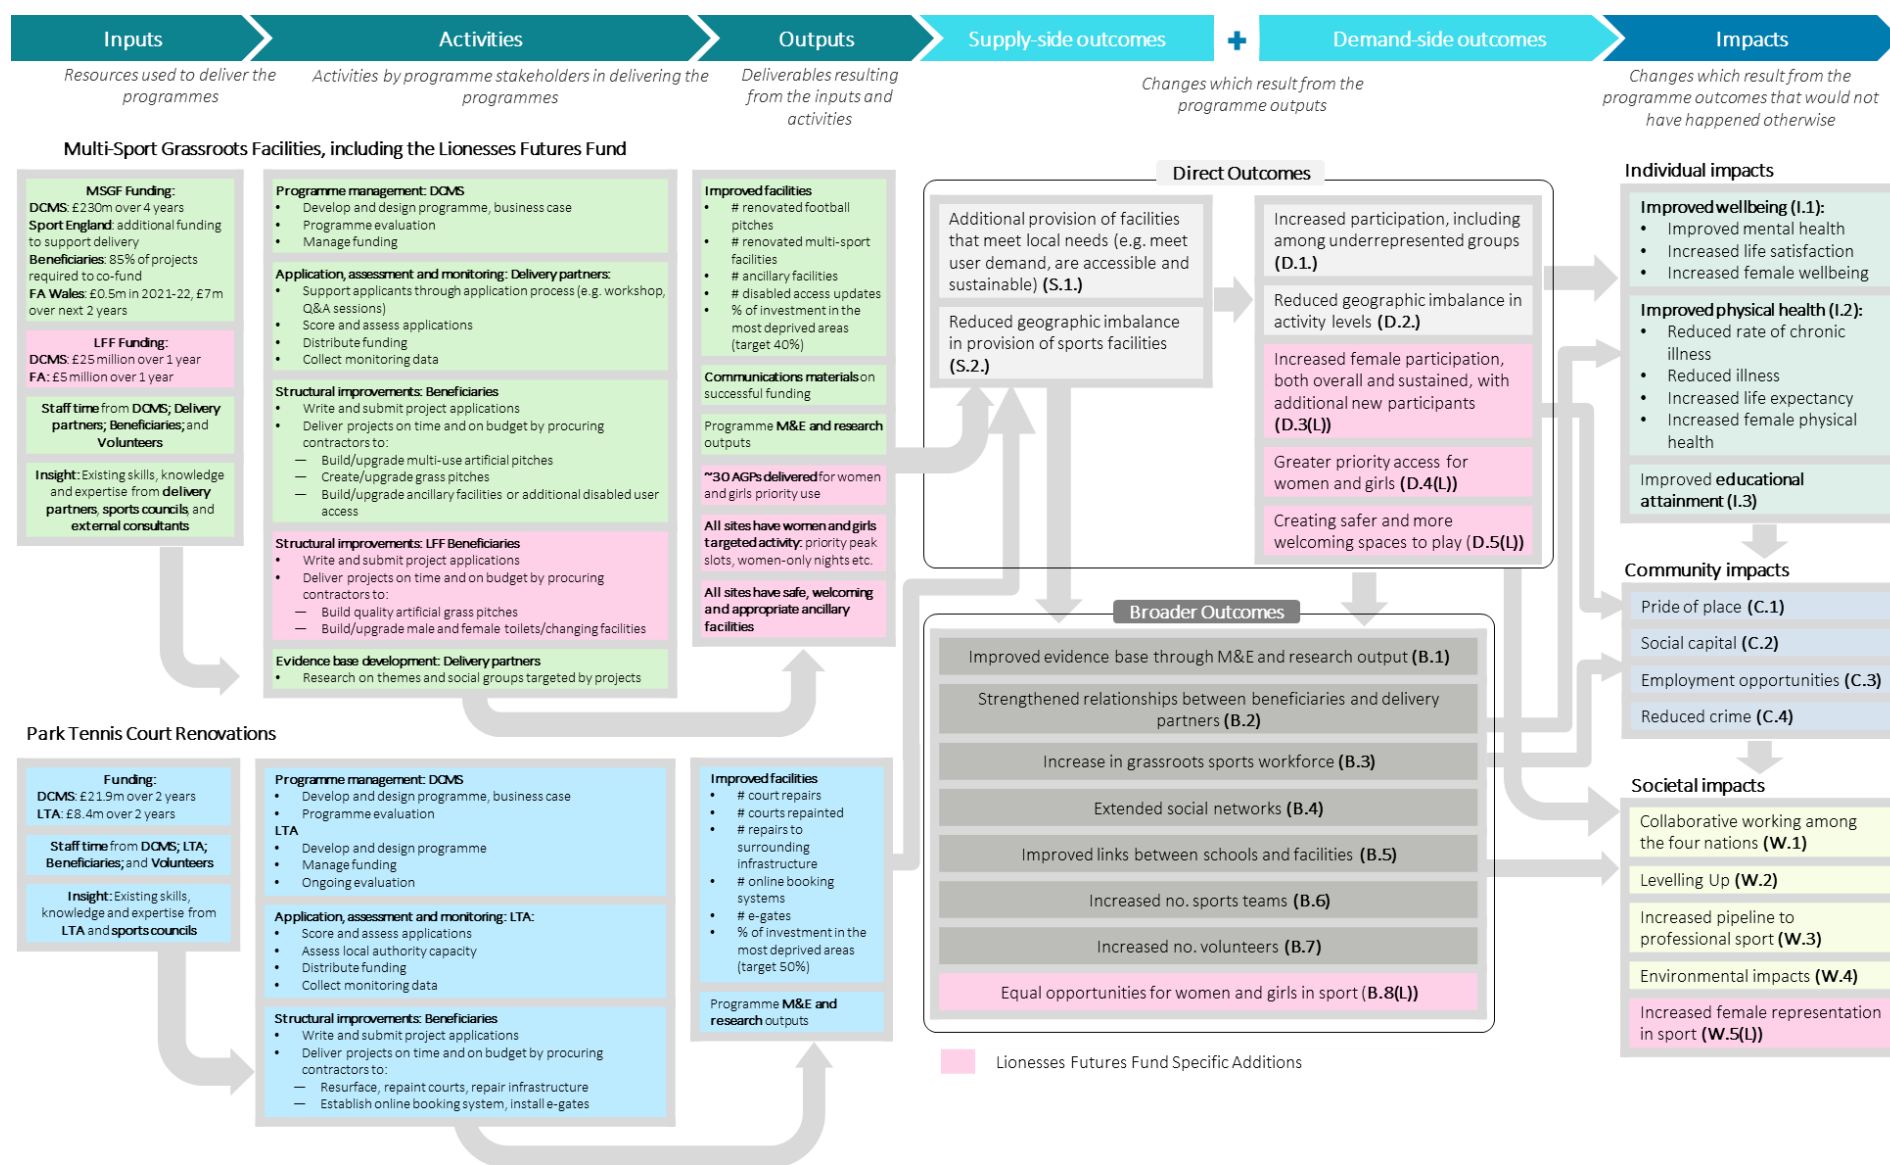 Inputs
Activities
Outputs
Supply-side outcomes
+
Demand-side outcomes
Impacts
Resources used to deliver the
programmes
Activities by programme stakeholders in delivering the
programmes
Deliverables resulting
from the inputs and
activities
Changes which result from the
programme outputs
Changes which result from the
programme outcomes that would not
have happened otherwise
Multi-Sport Grassroots Facilities, including the Lionesses Futures Fund
MSGF Funding:
DCMS: £230m over 4 years
Sport England: additional funding
to support delivery
Beneficiaries: 85% of projects
required to co-fund
FA Wales: £0.5m in 2021-22, £7m
over next 2 years
LFF Funding:
DCMS: £25 million over 1 year
FA: £5 million over 1 year
Staff time from DCMS; Delivery
partners; Beneficiaries; and
Volunteers
Insight: Existing skills, knowledge
and expertise from delivery
partners, sports councils, and
external consultants
Programme management: DCMS
• Develop and design programme, business case
• Programme evaluation
• Manage funding
Application, assessment and monitoring: Delivery partners:
• Support applicants through application process (e.g. workshop,
Q&A sessions)
• Score and assess applications
• Distribute funding
• Collect monitoring data
Structural improvements: Beneficiaries
• Write and submit project applications
• Deliver projects on time and on budget by procuring
contractors to:
— Build/upgrade multi-use artificial pitches
— Create/upgrade grass pitches
— Build/upgrade ancillary facilities or additional disabled user
access
Structural improvements: LFF Beneficiaries
• Write and submit project applications
• Deliver projects on time and on budget by procuring
contractors to:
— Build quality artificial grass pitches
— Build/upgrade male and female toilets/changing facilities
Evidence base development: Delivery partners
• Research on themes and social groups targeted by projects
Improved facilities
• # renovated football
pitches
• # renovated multi-sport
facilities
• # ancillary facilities
• # disabled access updates
• % of investment in the
most deprived areas
(target 40%)
Communications materials on
successful funding
Programme M&E and research
outputs
~30 AGPs delivered for women
and girls priority use
All sites have women and girls
targeted activity: priority peak
slots, women-only nights etc.
All sites have safe, welcoming
and appropriate ancillary
facilities
Direct Outcomes
Additional provision of facilities
that meet local needs (e.g. meet
user demand, are accessible and
sustainable) (S.1.)
Reduced geographic imbalance
in provision of sports facilities
(S.2.)
Increased participation, including
among underrepresented groups
(D.1.)
Reduced geographic imbalance in
activity levels (D.2.)
Increased female participation,
both overall and sustained, with
additional new participants
(D.3(L))
Greater priority access for
women and girls (D.4(L))
Creating safer and more
welcoming spaces to play (D.5(L))
Broader Outcomes
Improved evidence base through M&E and research output (B.1)
Strengthened relationships between beneficiaries and delivery
partners (B.2)
Increase in grassroots sports workforce (B.3)
Extended social networks (B.4)
Improved links between schools and facilities (B.5)
Increased no. sports teams (B.6)
Increased no. volunteers (B.7)
Equal opportunities for women and girls in sport (B.8(L))
Lionesses Futures Fund Specific Additions
Individual impacts
Improved wellbeing (I.1):
• Improved mental health
• Increased life satisfaction
• Increased female wellbeing
Improved physical health (I.2):
• Reduced rate of chronic
illness
• Reduced illness
• Increased life expectancy
• Increased female physical
health
Improved educational
attainment (I.3)
Community impacts
Pride of place (C.1)
Social capital (C.2)
Employment opportunities (C.3)
Reduced crime (C.4)
Societal impacts
Collaborative working among
the four nations (W.1)
Levelling Up (W.2)
Increased pipeline to
professional sport (W.3)
Environmental impacts (W.4)
Increased female representation
in sport (W.5(L))
Park Tennis Court Renovations
Funding:
DCMS: £21.9m over 2 years
LTA: £8.4m over 2 years
Staff time from DCMS; LTA;
Beneficiaries; and Volunteers
Insight: Existing skills,
knowledge and expertise from
LTA and sports councils
Programme management: DCMS
• Develop and design programme, business case
• Programme evaluation
LTA
• Develop and design programme
• Manage funding
• Ongoing evaluation
Application, assessment and monitoring: LTA:
• Score and assess applications
• Assess local authority capacity
• Distribute funding
• Collect monitoring data
Structural improvements: Beneficiaries
• Write and submit project applications
• Deliver projects on time and on budget by procuring
contractors to:
— Resurface, repaint courts, repair infrastructure
— Establish online booking system, install e-gates
Improved facilities
• # court repairs
• # courts repainted
• # repairs to
surrounding
infrastructure
• # online booking
systems
• # e-gates
• % of investment in the
most deprived areas
(target 50%)
Programme M&E and
research outputs